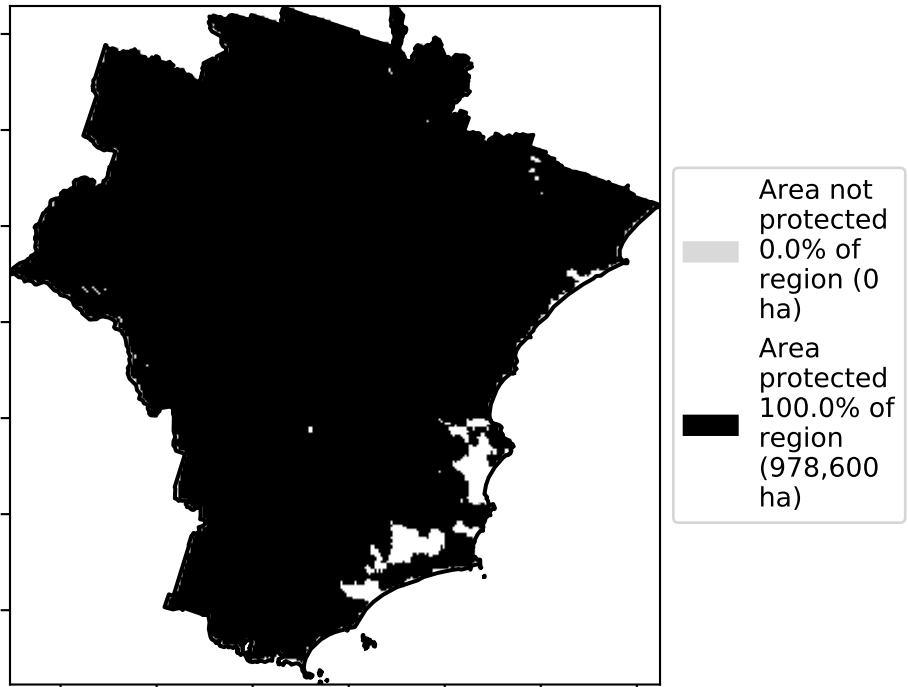 Area not
protected
0.0% of
region (0
ha)
Area
protected
100.0% of
region
(978,600
ha)